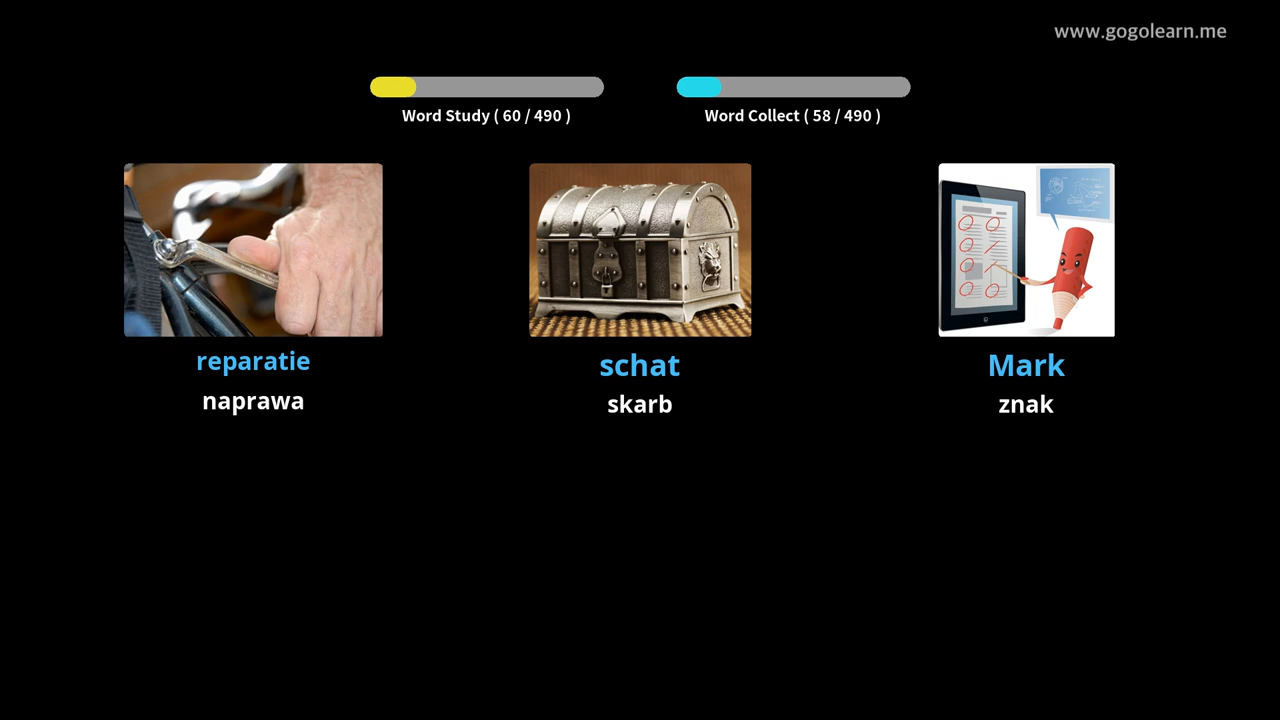 www.gogolearn.me
Word Study ( 60 / 490 )
Word Collect ( 58 / 490 )
reparatie
naprawa
schat
skarb
Mark
znak